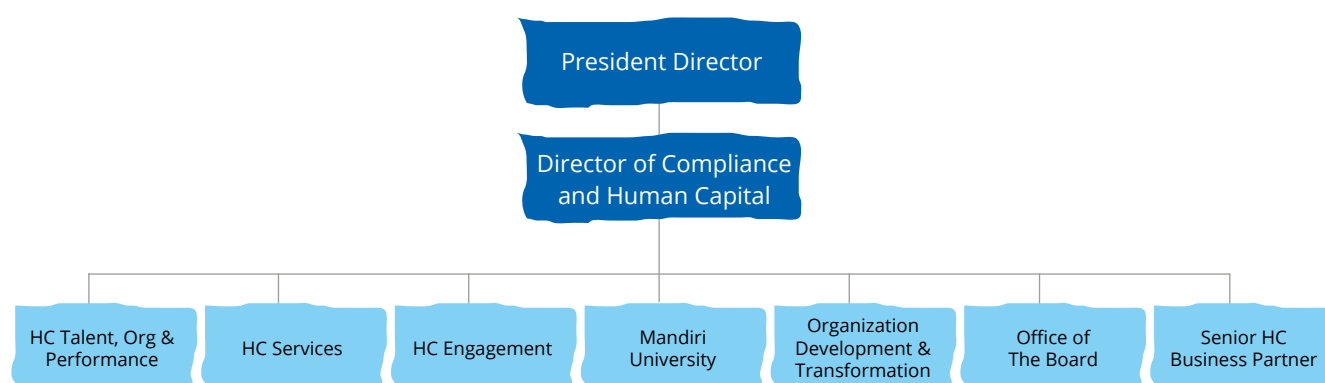 President Director
Director of Compliance
and Human Capital
HC Talent, Org &
Performance
HC Services
HC Engagement
Mandiri
University
Organization
Development &
Transformation
Office of
The Board
Senior HC
Business Partner